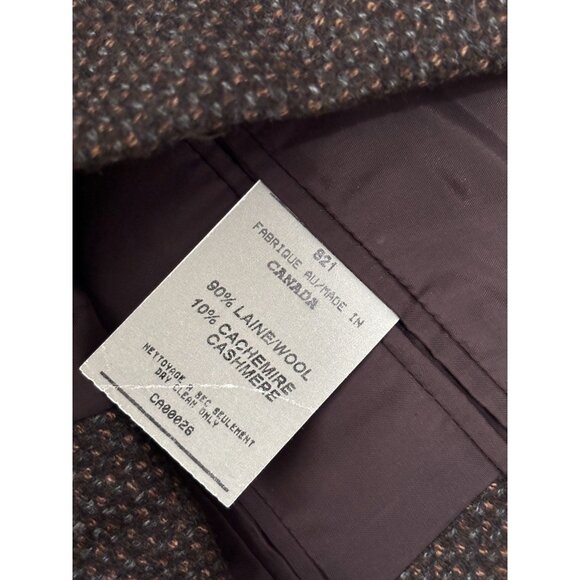 821
FABRIQUE AU/MADE IN
CANADA
90% LAINE/WOOL
10% CACHEMIRE
CASHMERE
NETTOYAGE A SEC SEULEMENT
DRY CLEAN ONLY
CA00026